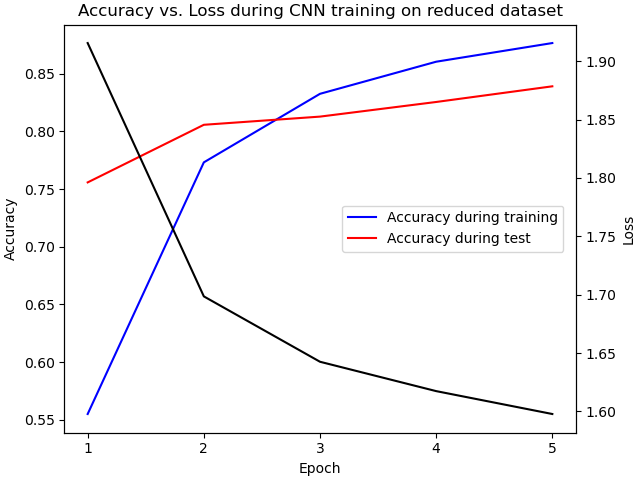 Accuracy vs. Loss during CNN training on reduced dataset
Accuracy
0.85
0.80
0.75
0.70
0.65
0.60
0.55
Accuracy during training
Accuracy during test
1.90
1.85
1.80
1.75
1.70
1.65
1.60
Loss
1 2 3 4 5
Epoch